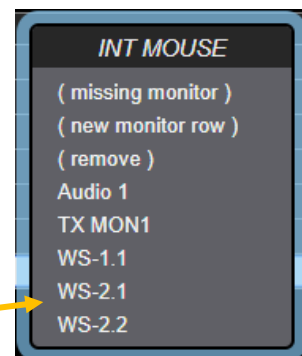 INT MOUSE
( missing monitor )
( new monitor row )
( remove )
Audio 1
TX MON1
WS-1.1
WS-2.1
WS-2.2